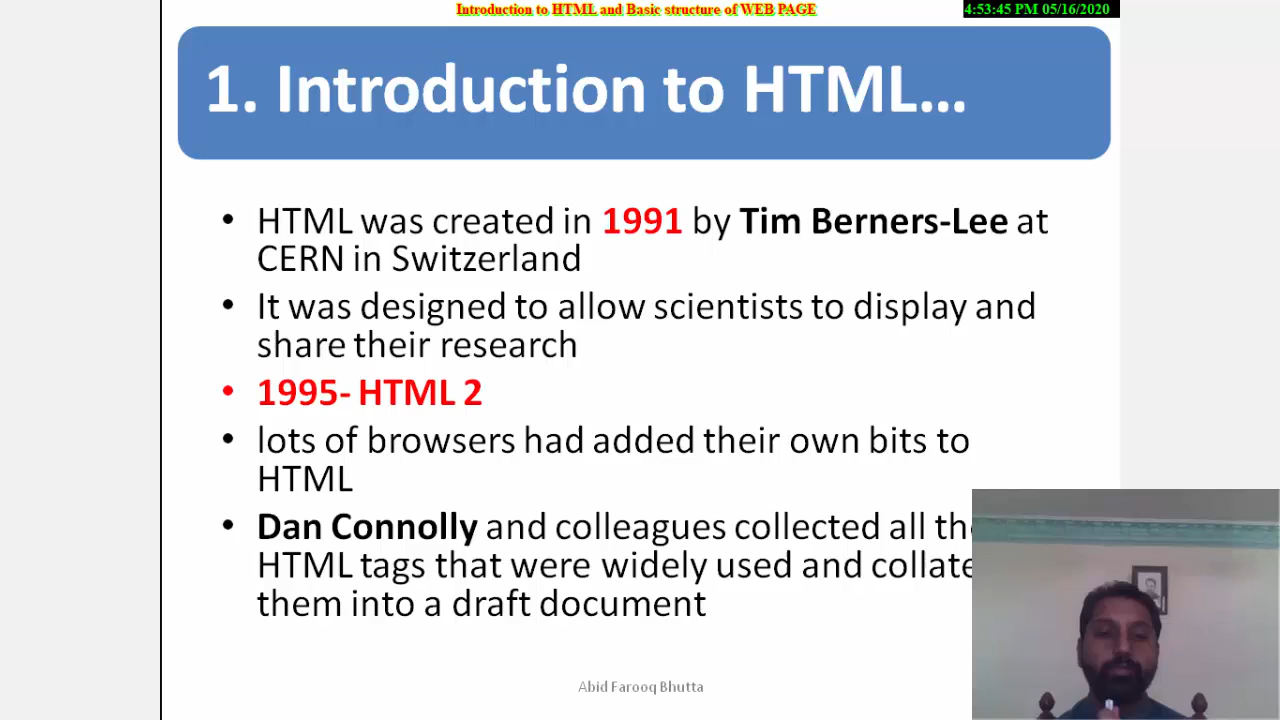 Introduction to HTML and Basic structure of WEB PAGE
4:53:45 PM 05/16/2020
1. Introduction to HTML...
• HTML was created in 1991 by Tim Berners-Lee at
CERN in Switzerland
• It was designed to allow scientists to display and
share their research
• 1995- HTML 2
• lots of browsers had added their own bits to
HTML
• Dan Connolly and colleagues collected all the
HTML tags that were widely used and collate
them into a draft document
Abid Farooq Bhutta